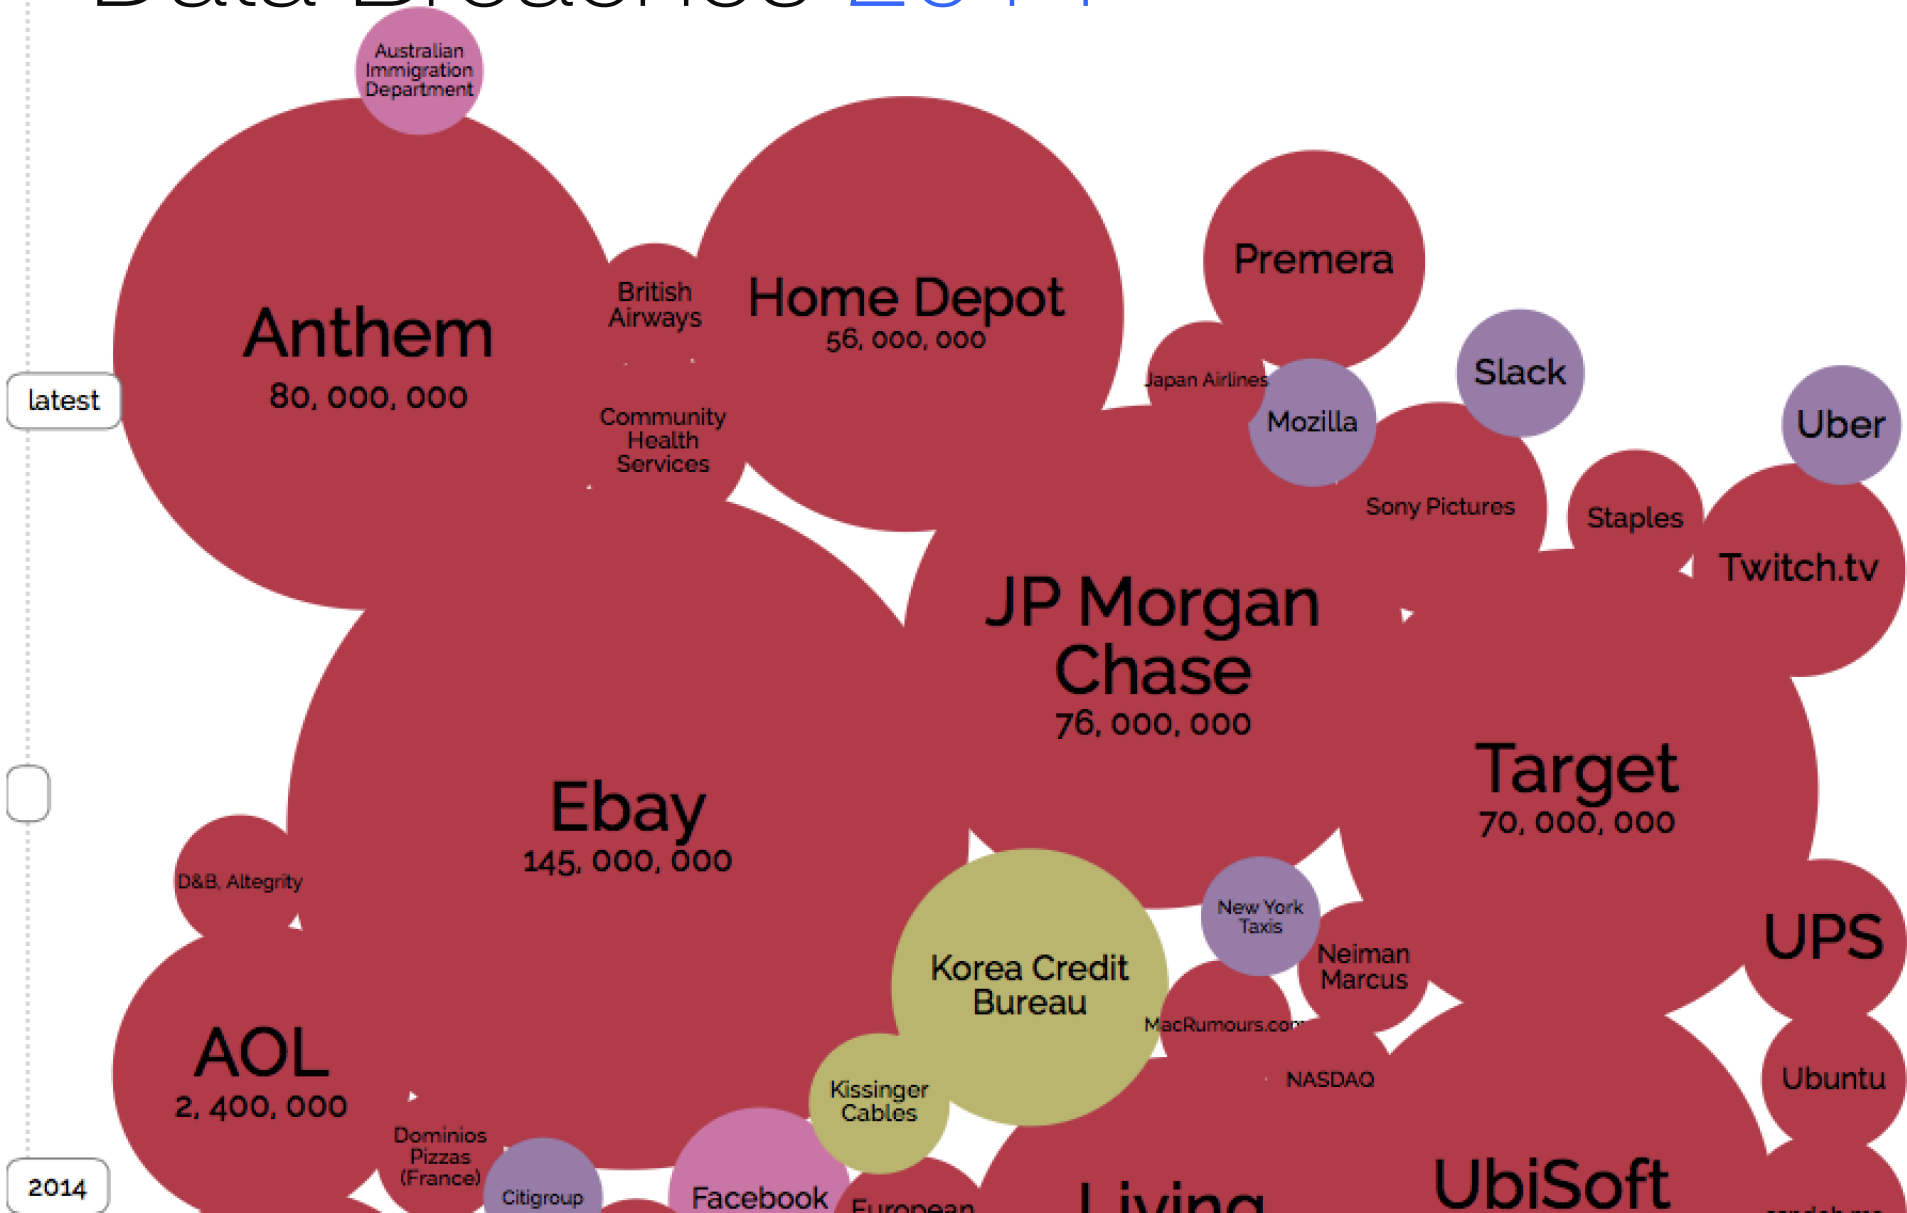 Data Breaches 2014
Australian
Immigration
Department
Anthem
80, 000, 000
British
Airways
Home Depot
56, 000, 000
Premera
Japan Airlines
Mozilla
Slack
Uber
latest
Community
Health
Services
Sony Pictures
Staples
Twitch.tv
JP Morgan
Chase
76, 000, 000
Target
70, 000, 000
Ebay
145, 000, 000
D&B, Altegrity
New York
Taxis
Neiman
Marcus
UPS
Korea Credit
Bureau
MacRumours.com
NASDAQ
Ubuntu
AOL
2, 400, 000
Kissinger
Cables
Dominios
Pizzas
(France)
2014
Citigroup
Facebook
European
Living
UbiSoft